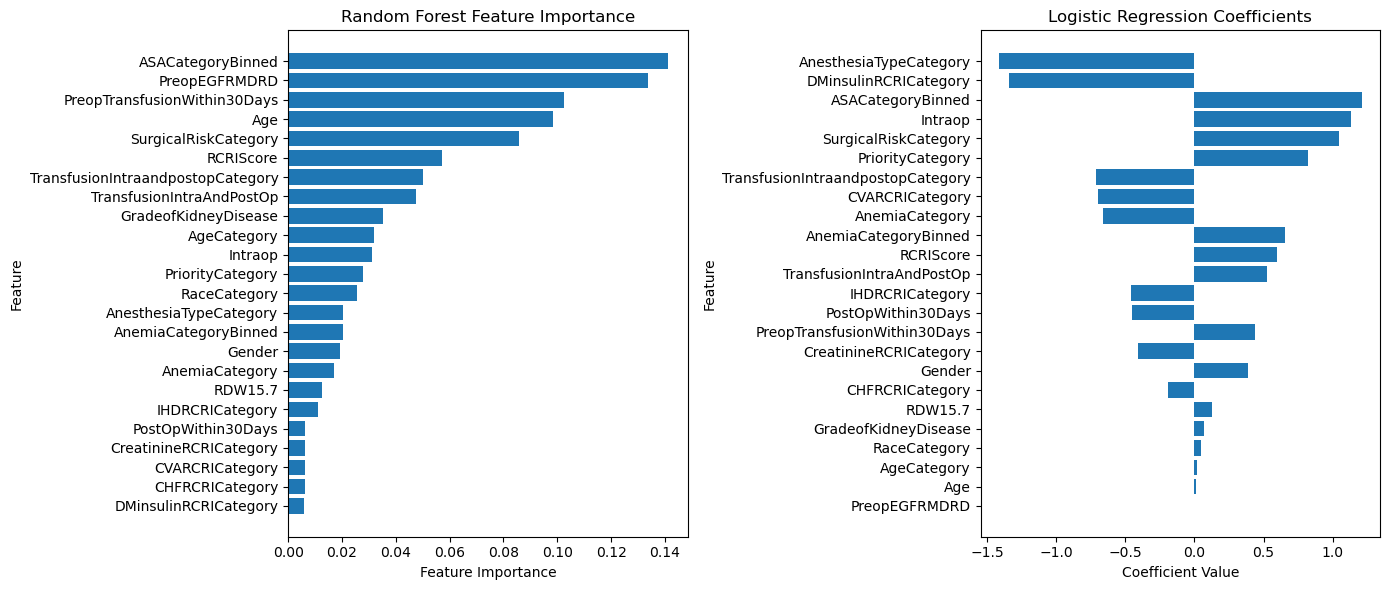 Random Forest Feature Importance
Feature
ASACategoryBinned
PreopEGFRMDRD
PreopTransfusionWithin30Days
Age
SurgicalRiskCategory
RCRIScore
TransfusionIntraandpostopCategory
TransfusionIntraAndPostOp
GradeofKidneyDisease
AgeCategory
Intraop
PriorityCategory
RaceCategory
AnesthesiaTypeCategory
AnemiaCategoryBinned
Gender
AnemiaCategory
RDW15.7
IHDRCRICategory
PostOpWithin30Days
CreatinineRCRICategory
CVARCRICategory
CHFRCRICategory
DMinsulinRCRICategory
0.00 0.02 0.04 0.06 0.08 0.10 0.12 0.14
Feature Importance
Logistic Regression Coefficients
Feature
AnesthesiaTypeCategory
DMinsulinRCRICategory
ASACategoryBinned
Intraop
SurgicalRiskCategory
PriorityCategory
TransfusionIntraandpostopCategory
CVARCRICategory
AnemiaCategory
AnemiaCategoryBinned
RCRIScore
TransfusionIntraAndPostOp
IHDRCRICategory
PostOpWithin30Days
PreopTransfusionWithin30Days
CreatinineRCRICategory
Gender
CHFRCRICategory
RDW15.7
GradeofKidneyDisease
RaceCategory
AgeCategory
Age
PreopEGFRMDRD
−1.5 −1.0 −0.5 0.0 0.5 1.0
Coefficient Value